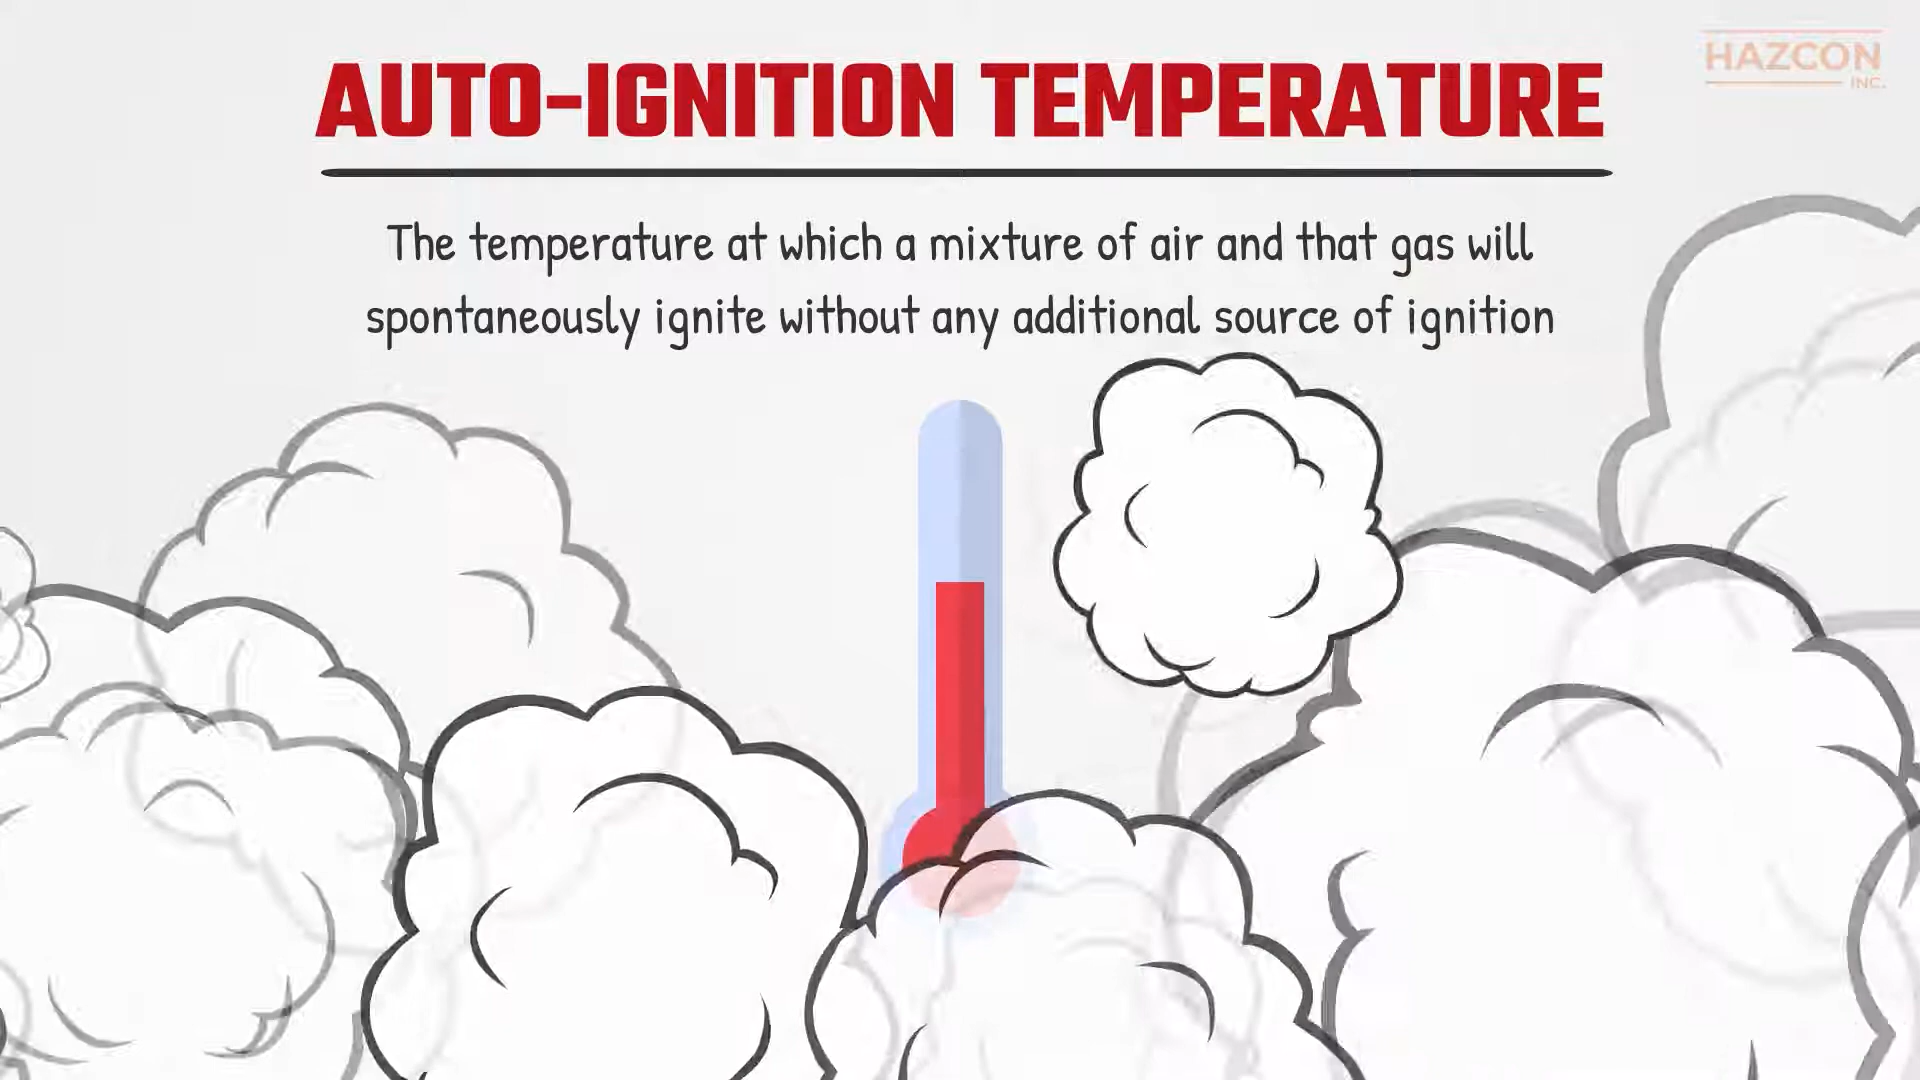 HAZCON
INC.
AUTO-IGNITION TEMPERATURE
The temperature at which a mixture of air and that gas will
spontaneously ignite without any additional source of ignition